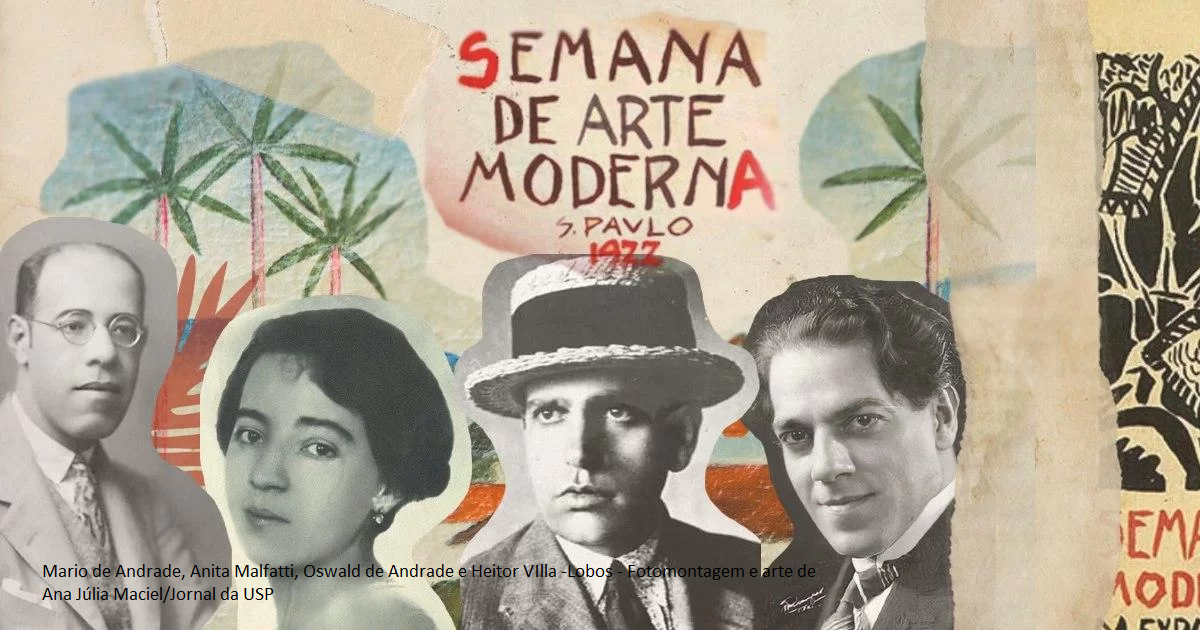 SEMANA
DE ARTE
MODERNA
S. PAVLO
1922
SEMA
MODE
Mario de Andrade, Anita Malfatti, Oswald de Andrade e Heitor VIlla -Lobos - Fotomontagem e arte de
Ana Júlia Maciel/Jornal da USP